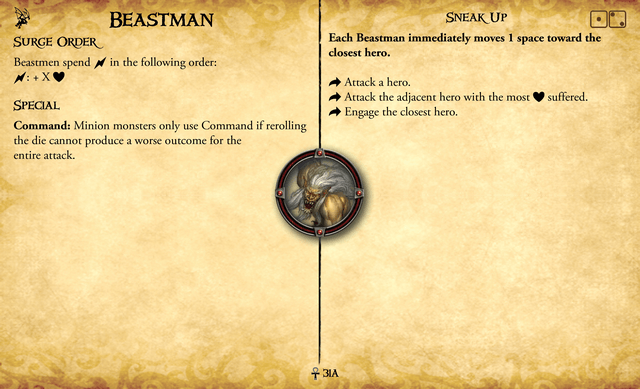 Beastman
Surge Order
Beastmen spend in the following order:
: + X
Special
Command: Minion monsters only use Command if rerolling
the die cannot produce a worse outcome for the
entire attack.
Sneak Up
Each Beastman immediately moves 1 space toward the
closest hero.
Attack a hero.
Attack the adjacent hero with the most suffered.
Engage the closest hero.
31A